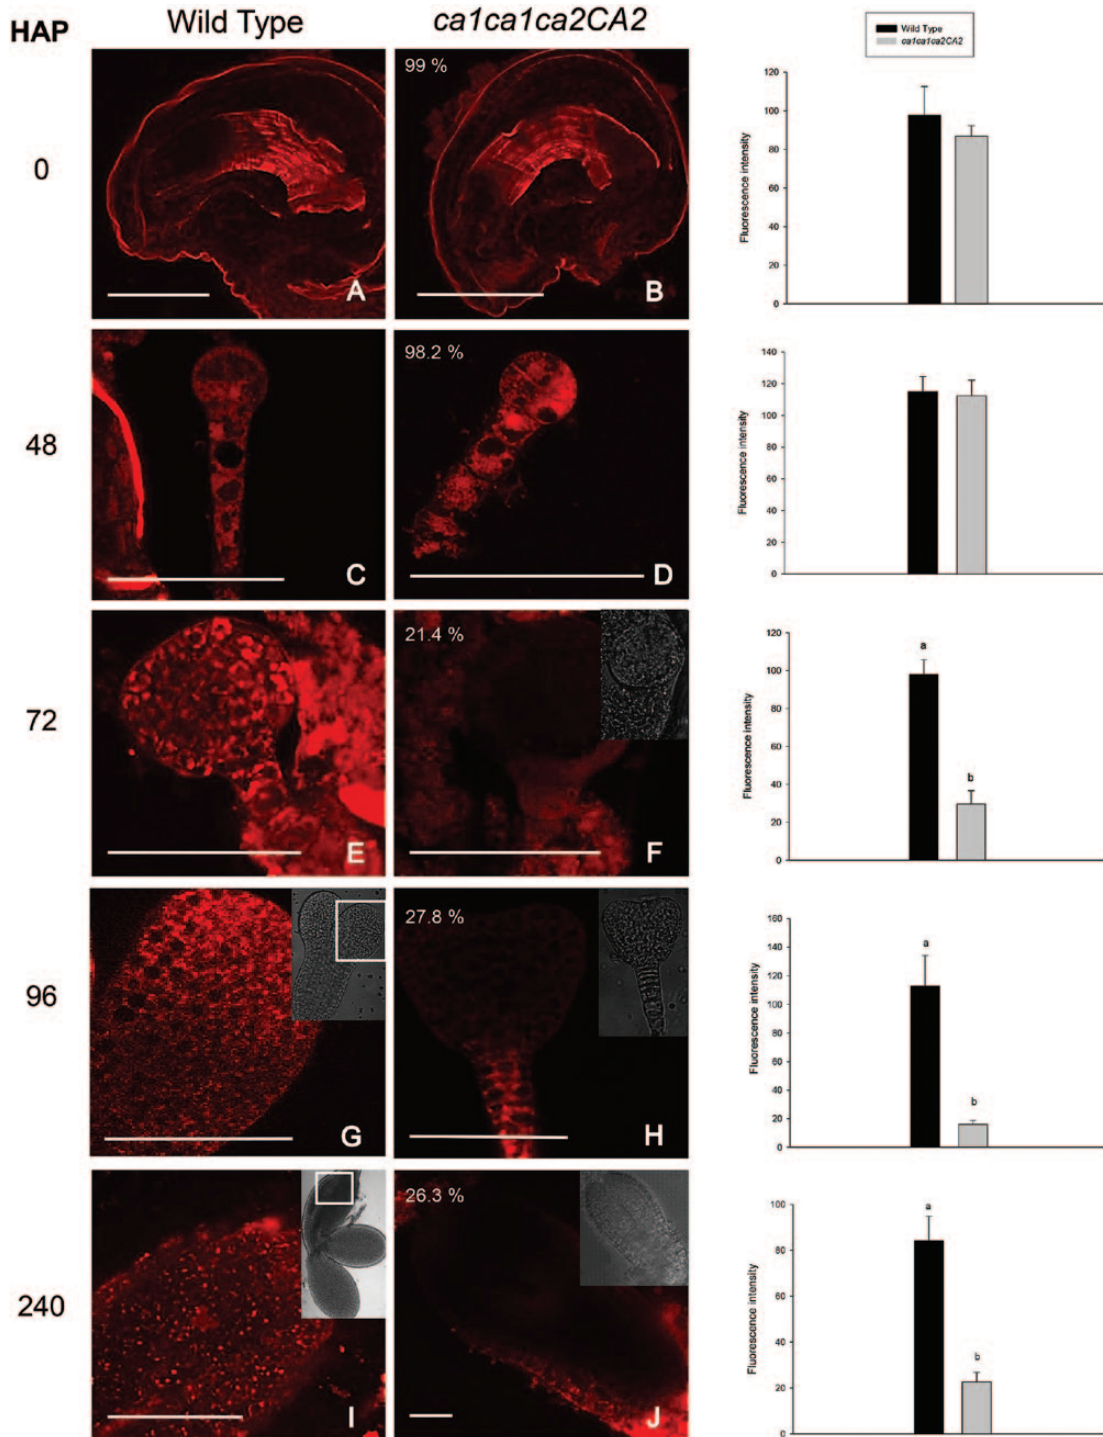 HAP
Wild Type
ca1ca1ca2CA2
Wild Type
ca1ca1ca2CA2
0
99 %
A
B
Fluorescence intensity
120
100
80
60
40
20
0
48
98.2 %
C
D
Fluorescence intensity
140
120
100
80
60
40
20
0
72
21.4 %
E
F
Fluorescence intensity
120
100
80
60
40
20
0
a
b
96
27.8 %
G
H
Fluorescence intensity
160
140
120
100
80
60
40
20
0
a
b
240
26.3 %
I
J
Fluorescence intensity
100
80
60
40
20
0
a
b